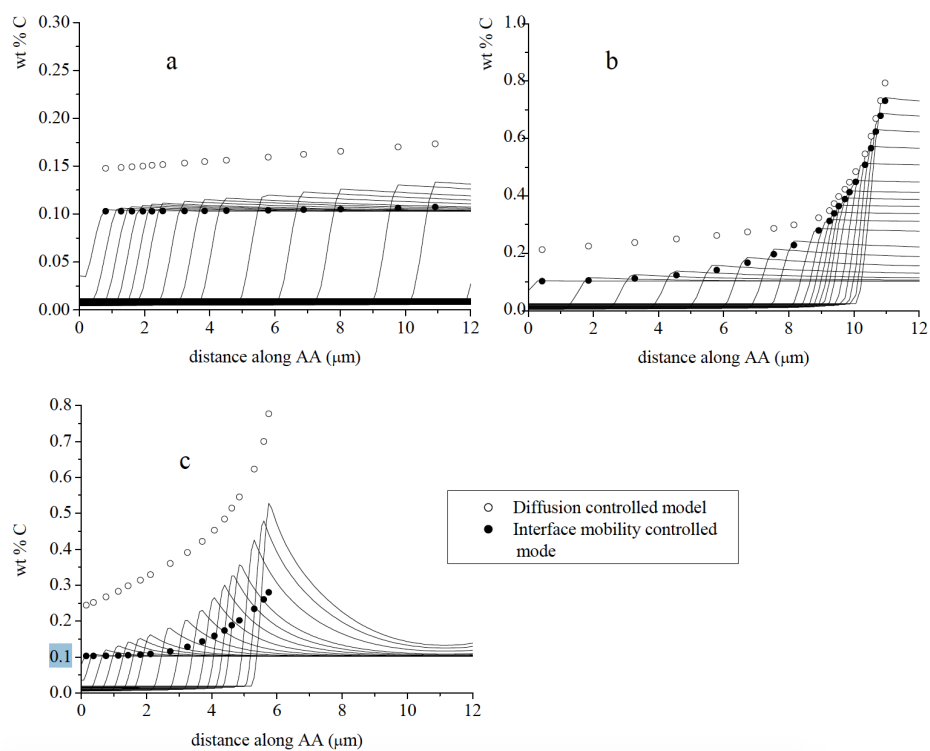 wt % C
0.30
0.25
0.20
0.15
0.10
0.05
0.00
a
0 2 4 6 8 10 12
distance along AA (μm)
wt % C
1.0
0.8
0.6
0.4
0.2
0.0
b
0 2 4 6 8 10 12
distance along AA (μm)
wt % C
0.8
0.7
0.6
0.5
0.4
0.3
0.2
0.1
0.0
c
0 2 4 6 8 10 12
distance along AA (μm)
Diffusion controlled model
Interface mobility controlled
mode